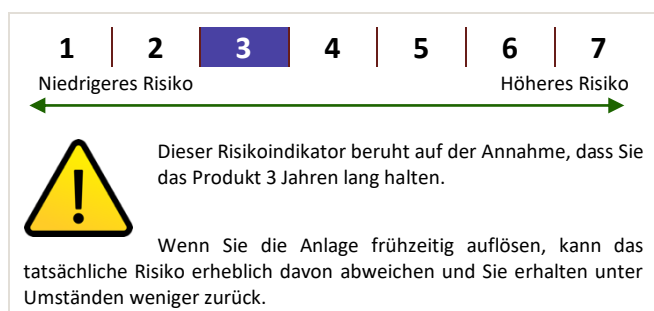 1 2 3 4 5 6 7
Niedrigeres Risiko Höheres Risiko
Dieser Risikoindikator beruht auf der Annahme, dass Sie
das Produkt 3 Jahren lang halten.
Wenn Sie die Anlage frühzeitig auflösen, kann das
tatsächliche Risiko erheblich davon abweichen und Sie erhalten unter
Umständen weniger zurück.